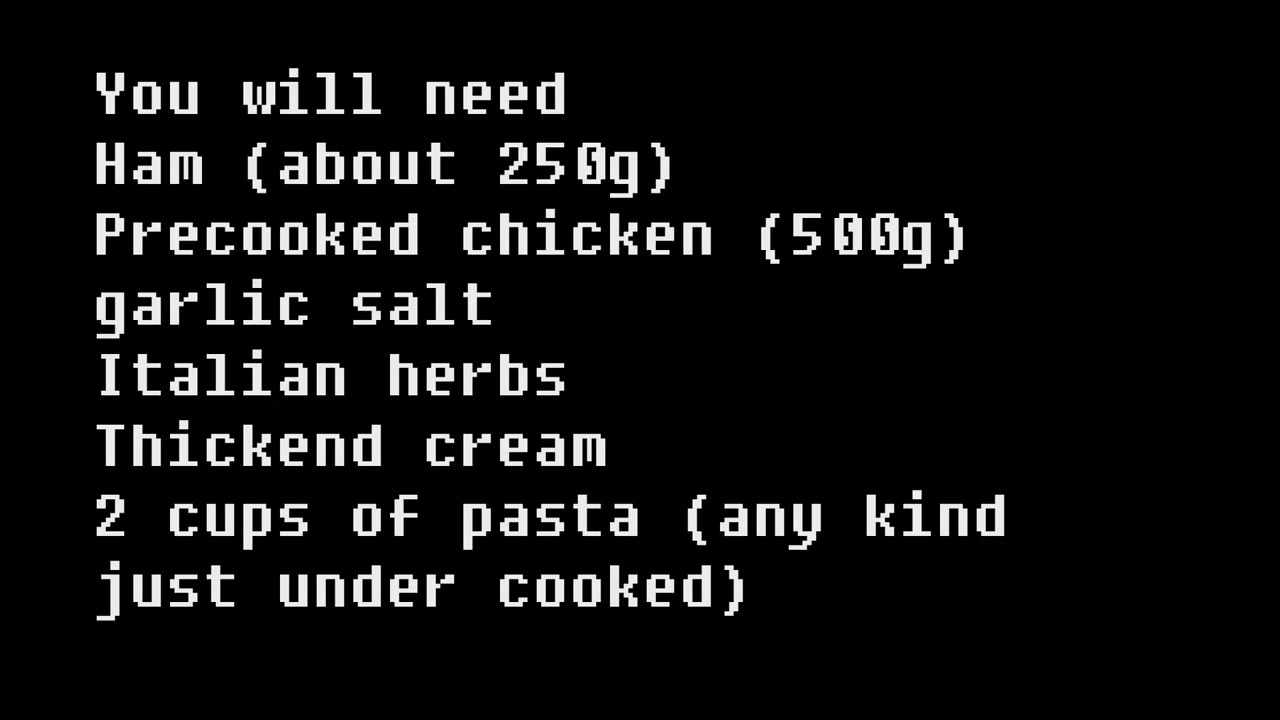 You will need
Ham (about 250g)
Precooked chicken (500g)
garlic salt
Italian herbs
Thickend cream
2 cups of pasta (any kind
just under cooked)